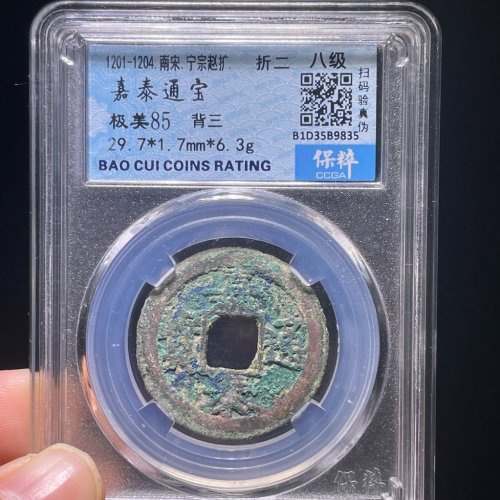 1201-1204.南宋.宁宗赵扩. 折二 八级
嘉泰通宝
极美85 背三
29.7*1.7mm*6.3g
BAO CUI COINS RATING
扫码验真伪
B1D35B9835
保粹
CCGA
保粹